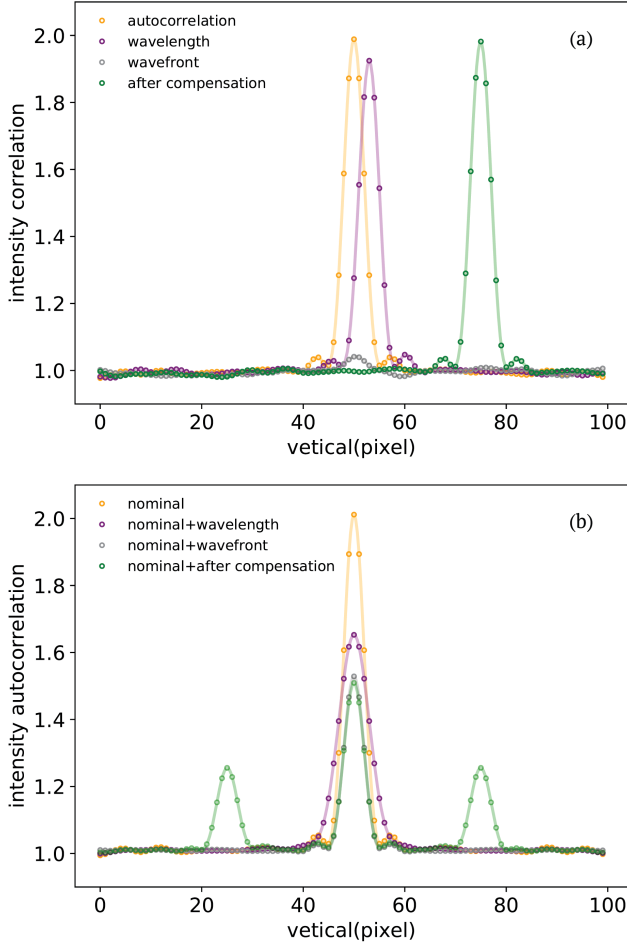 intensity correlation
2.0
1.8
1.6
1.4
1.2
1.0
autocorrelation
wavelength
wavefront
after compensation
(a)
0 20 40 60 80 100
vetical(pixel)
intensity autocorrelation
2.0
1.8
1.6
1.4
1.2
1.0
nominal
nominal+wavelength
nominal+wavefront
nominal+after compensation
(b)
0 20 40 60 80 100
vetical(pixel)